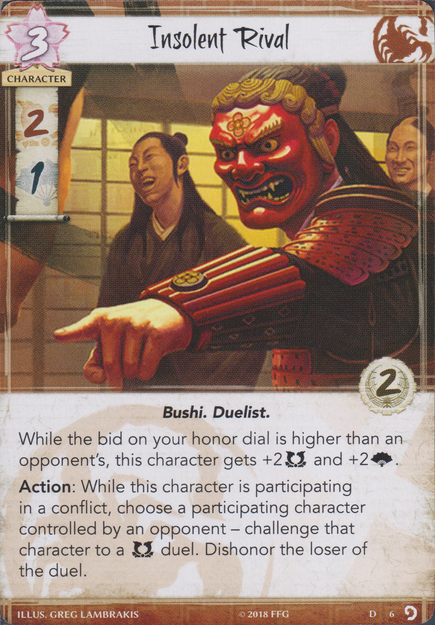 3
Insolent Rival
CHARACTER
2
1
2
Bushi. Duelist.
While the bid on your honor dial is higher than an
opponent's, this character gets +2 and +2.
Action: While this character is participating
in a conflict, choose a participating character
controlled by an opponent – challenge that
character to a duel. Dishonor the loser of
the duel.
ILLUS. GREG LAMBRAKIS © 2018 FFG D 6